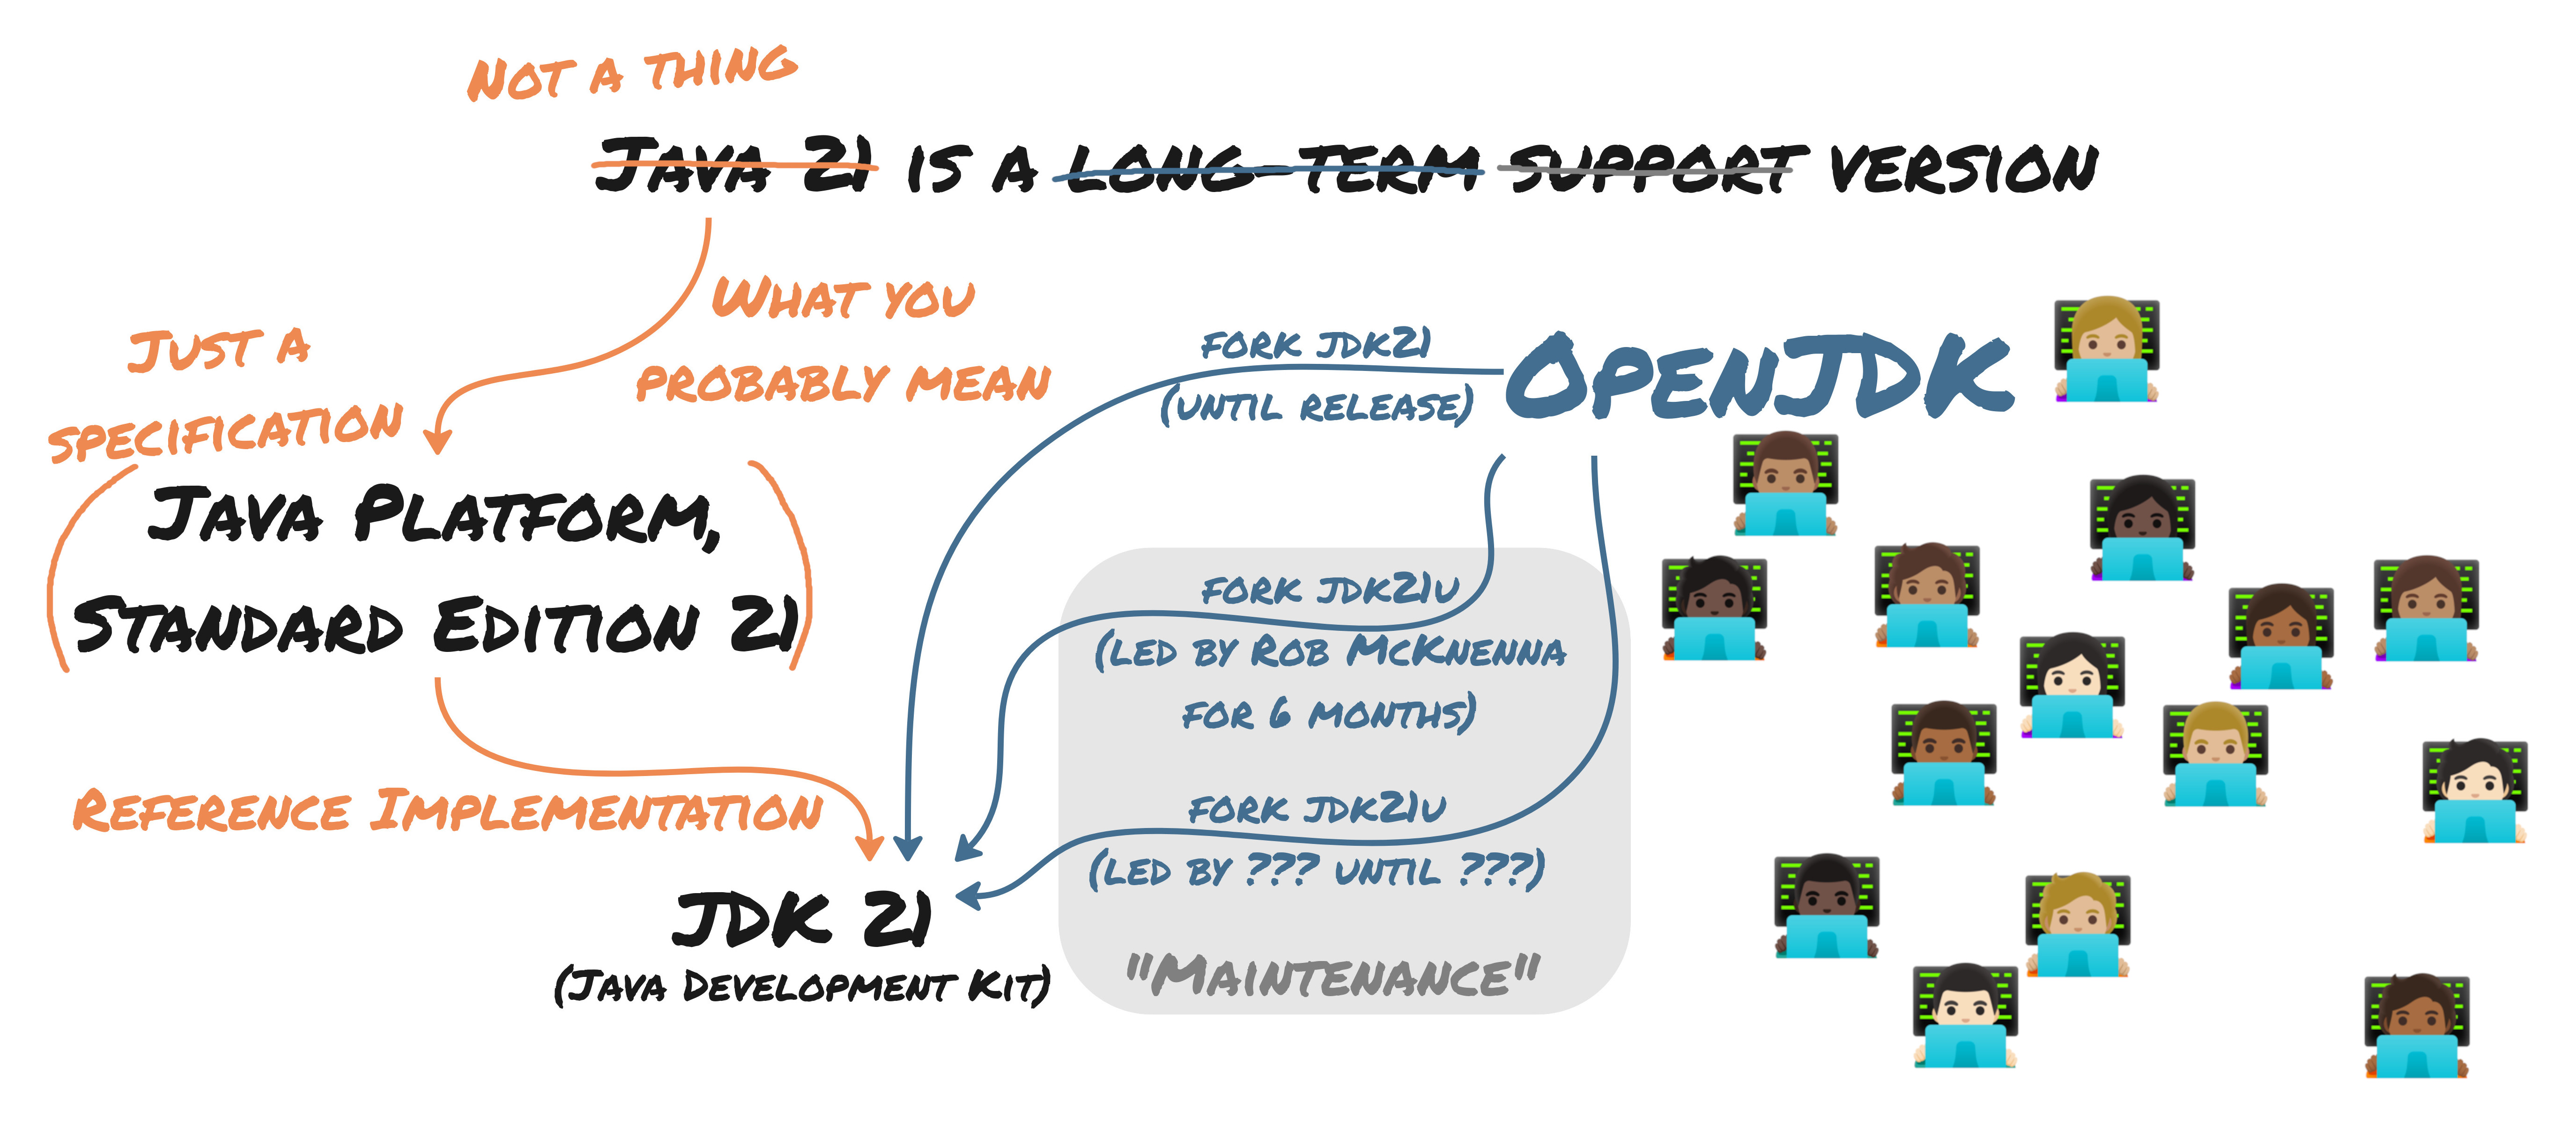 Not a thing
Java 21 is a long-term support version
What you
probably mean
Just a
specification
Java Platform,
Standard Edition 21
Reference Implementation
JDK 21
(Java Development Kit)
OpenJDK
fork jdk21
(until release)
fork jdk21u
(led by Rob McKnenna
for 6 months)
fork jdk21u
(led by ??? until ???)
"Maintenance"